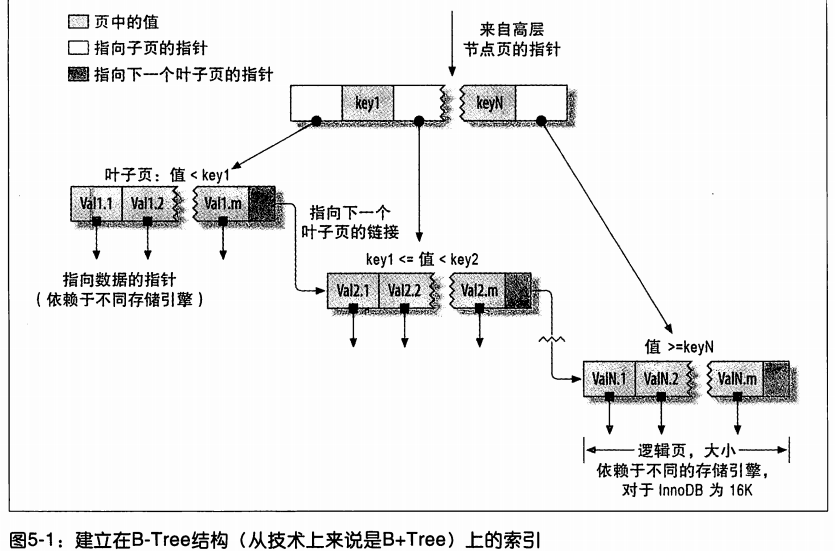 页中的值
指向子页的指针
指向下一个叶子页的指针
来自高层
节点页的指针
key1
keyN
叶子页：值 < key1
Val1.1
Val1.2
Val1.m
指向下一个
叶子页的链接
指向数据的指针
（依赖于不同存储引擎）
key1 <= 值 < key2
Val2.1
Val2.2
Val2.m
值 >=keyN
ValN.1
ValN.2
ValN.m
逻辑页，大小
依赖于不同的存储引擎，
对于 InnoDB 为 16K
图5-1：建立在B-Tree结构（从技术上来说是B+Tree）上的索引